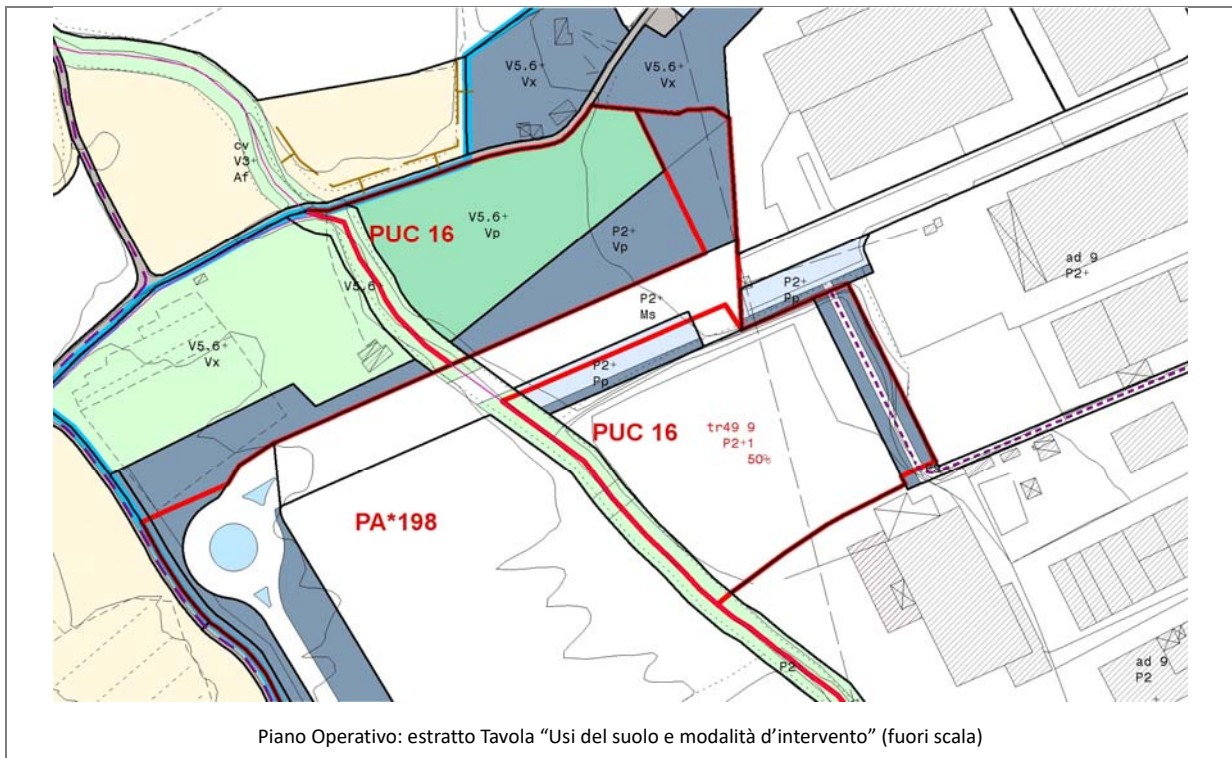 V5.6+
Vx
V5.6+
Vx
cv
V3+
Af
V5.6+
Vp
PUC 16
P2+
Vp
ad 9
P2+
V5.6+
P2+
Pp
P2+
Ms
V5.6+
Vx
P2+
Pp
PUC 16
tr49 9
P2+1
50%
PA*198
P2
ad 9
P2
+
Piano Operativo: estratto Tavola “Usi del suolo e modalità d’intervento” (fuori scala)